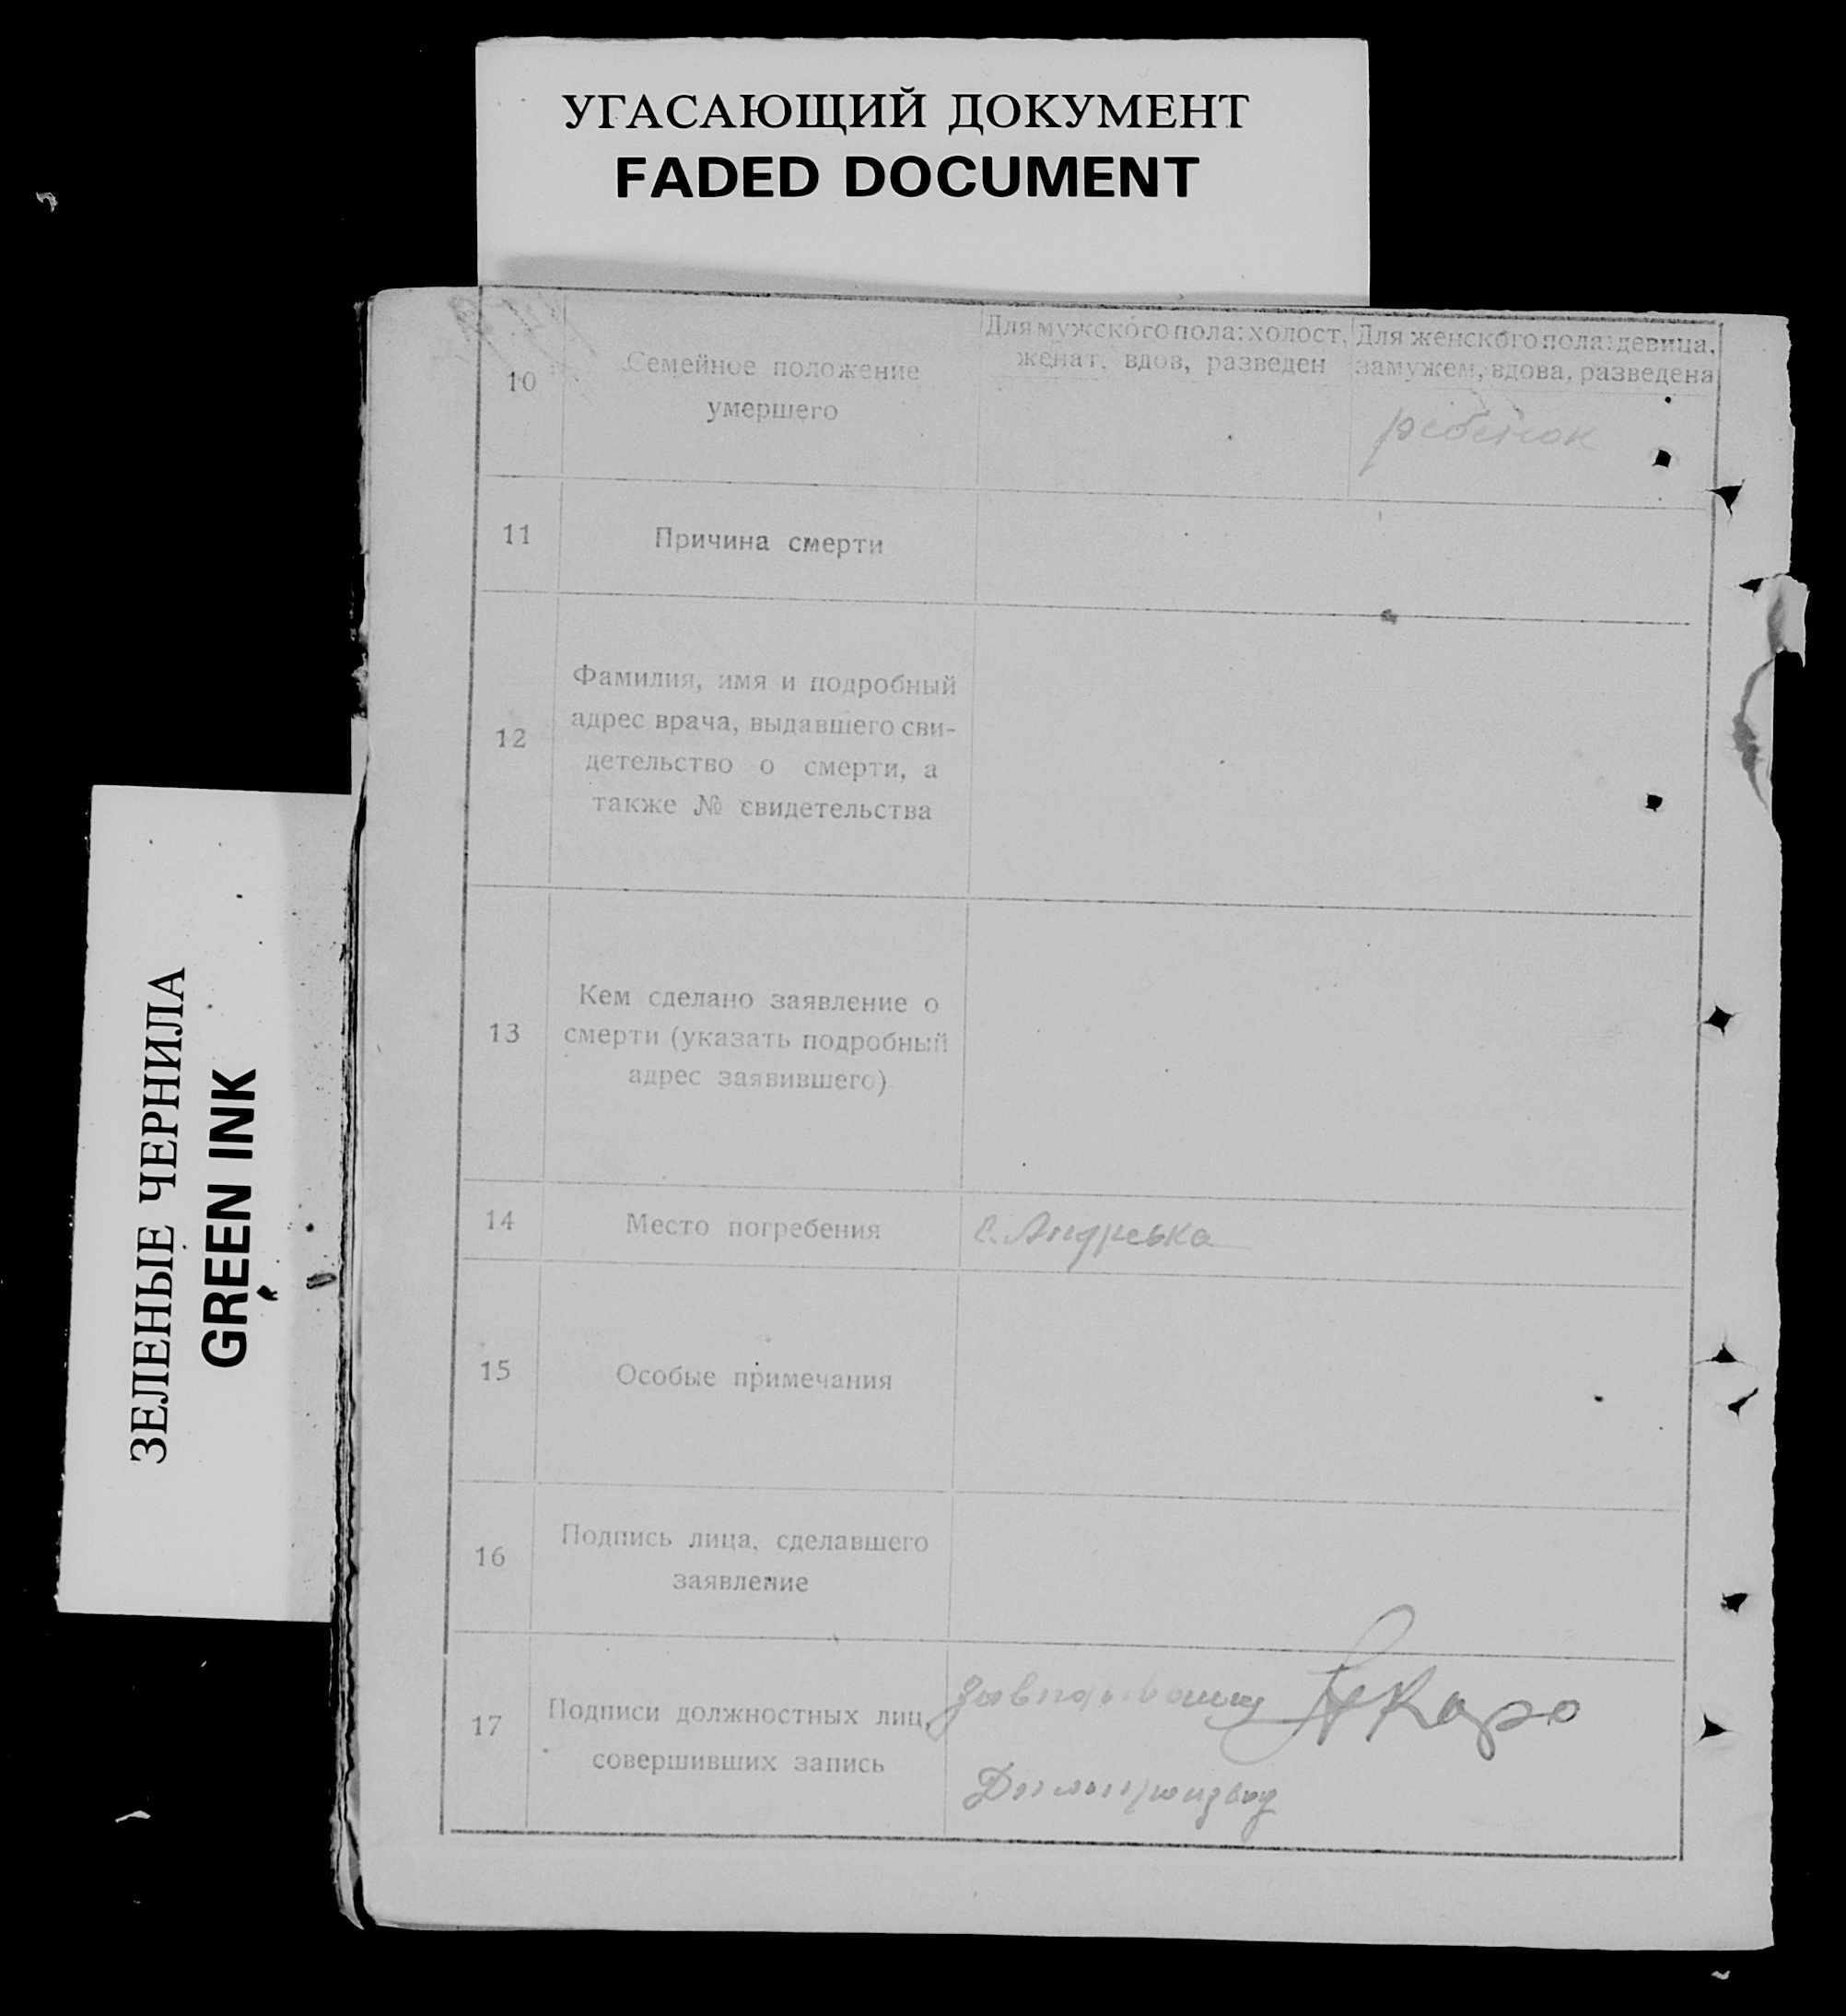 УГАСАЮЩИЙ ДОКУМЕНТ
FADED DOCUMENT
ЗЕЛЕНЫЕ ЧЕРНИЛА
GREEN INK
10
Семейное положение
умершего
Для мужского пола: холост,
женат, вдов, разведен
Для женского пола: девица,
замужем, вдова, разведена
ребенок
11
Причина смерти
12
Фамилия, имя и подробный
адрес врача, выдавшего сви-
детельство о смерти, а
также № свидетельства
13
Кем сделано заявление о
смерти (указать подробный
адрес заявившего)
14
Место погребения
с. Андреевка
15
Особые примечания
16
Подпись лица, сделавшего
заявление
17
Подписи должностных лиц,
совершивших запись
Делопроизвод